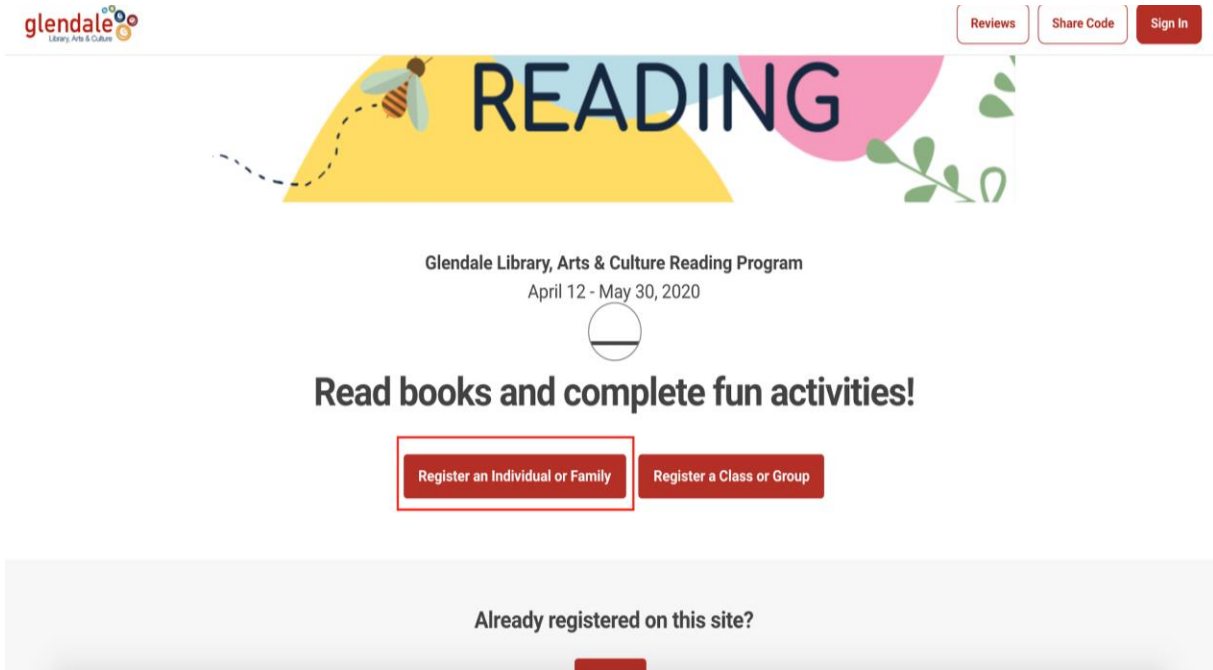 glendale
Library, Arts & Culture
Reviews
Share Code
Sign In
READING
Glendale Library, Arts & Culture Reading Program
April 12 - May 30, 2020
Read books and complete fun activities!
Register an Individual or Family
Register a Class or Group
Already registered on this site?